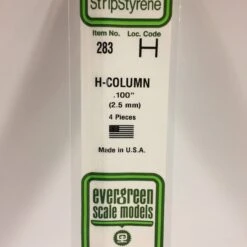 StripStyrene
Item No. Loc. Code
283 H
H-COLUMN
.100"
(2.5 mm)
4 Pieces
Made in U.S.A.
evergreen
scale models